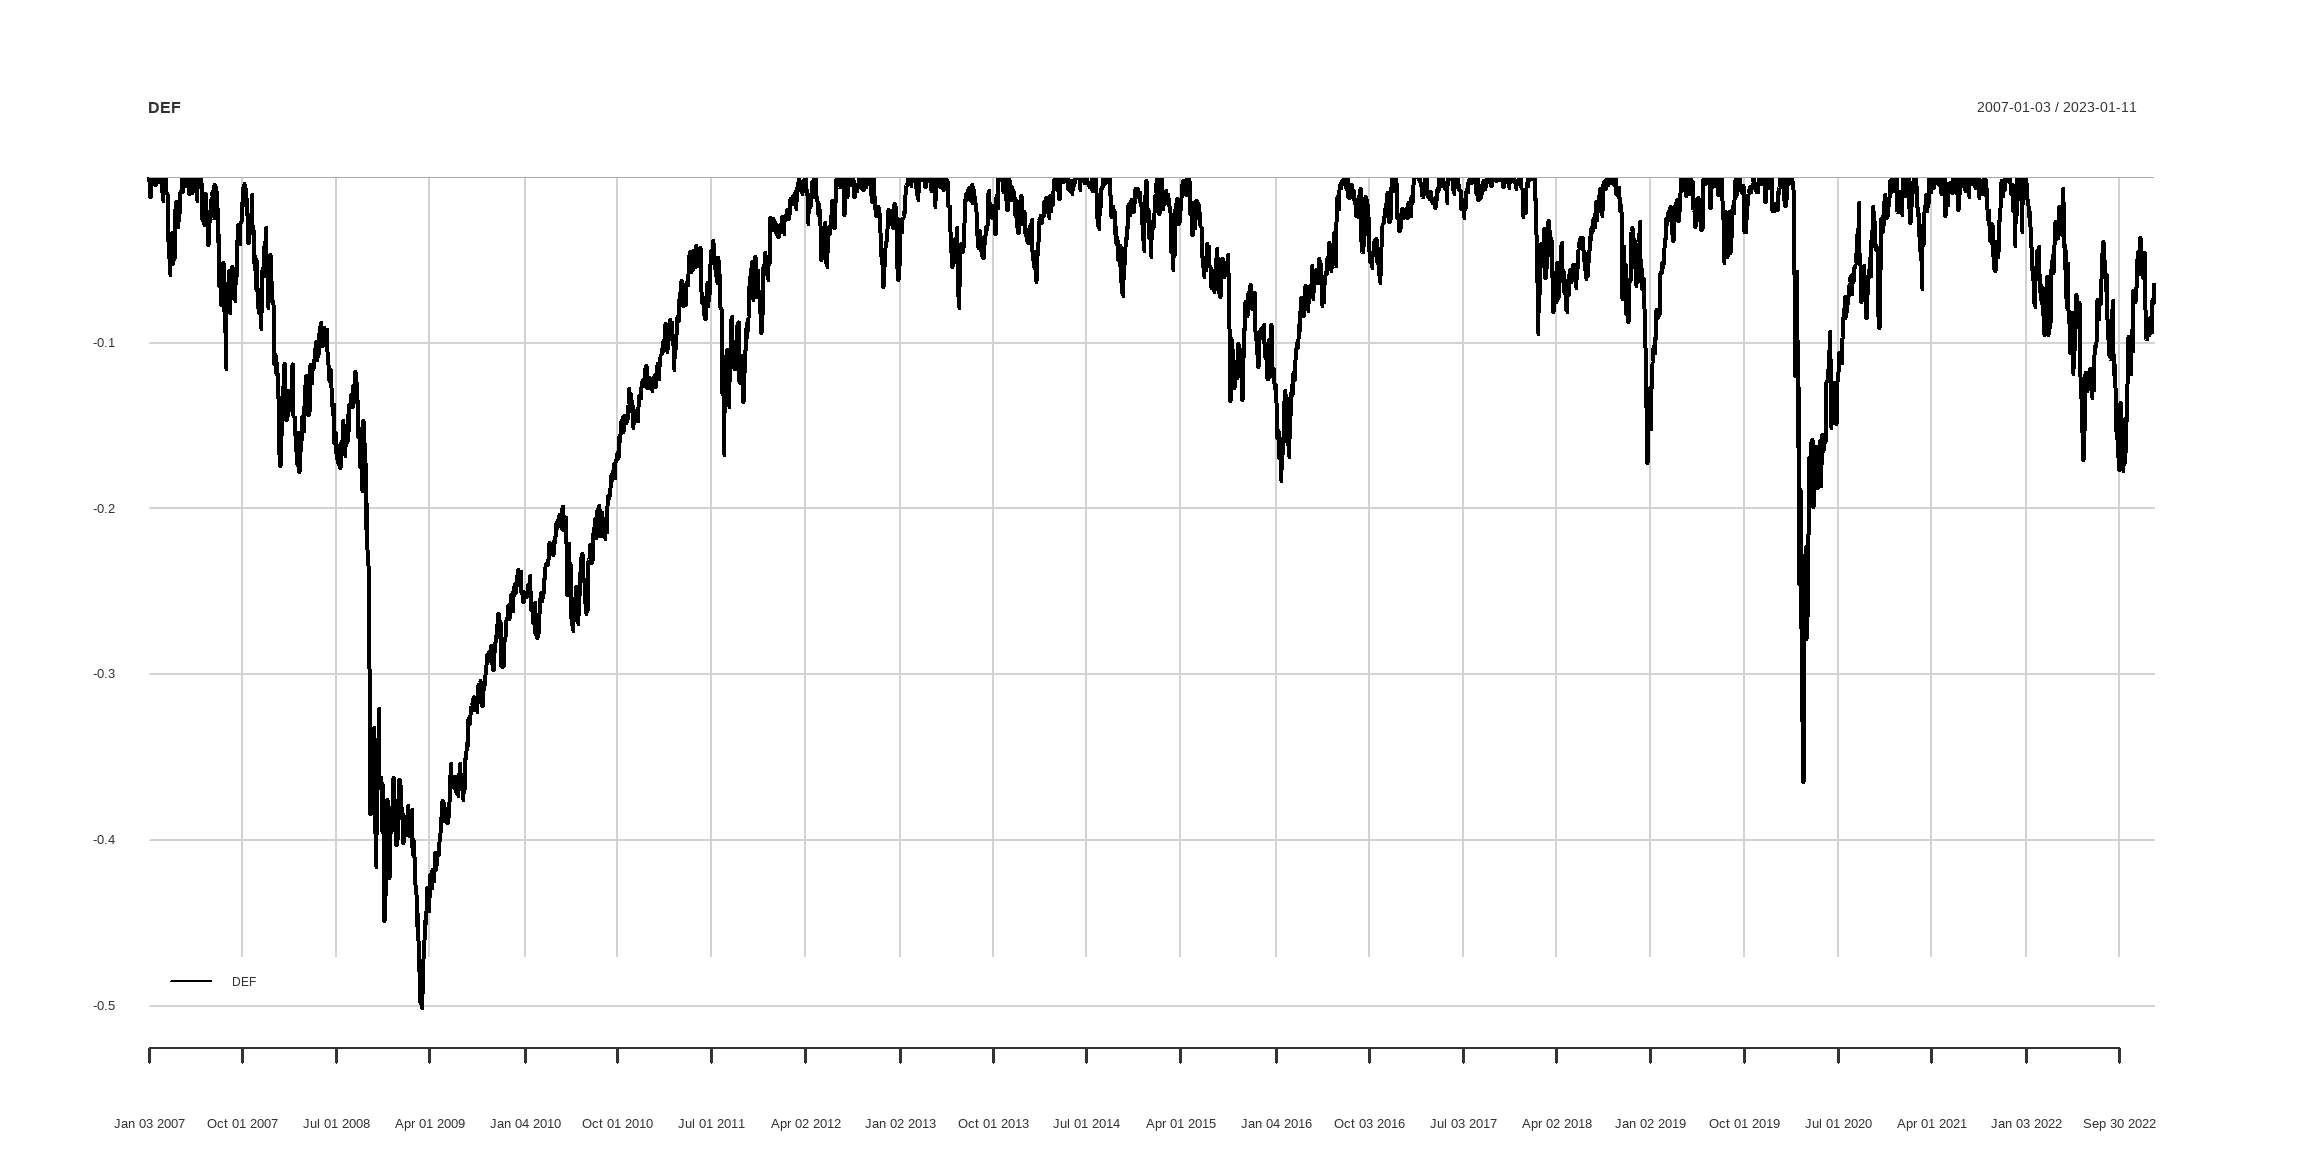 DEF
2007-01-03 / 2023-01-11
-0.1
-0.2
-0.3
-0.4
DEF
-0.5
Jan 03 2007 Oct 01 2007 Jul 01 2008 Apr 01 2009 Jan 04 2010 Oct 01 2010 Jul 01 2011 Apr 02 2012 Jan 02 2013 Oct 01 2013 Jul 01 2014 Apr 01 2015 Jan 04 2016 Oct 03 2016 Jul 03 2017 Apr 02 2018 Jan 02 2019 Oct 01 2019 Jul 01 2020 Apr 01 2021 Jan 03 2022 Sep 30 2022